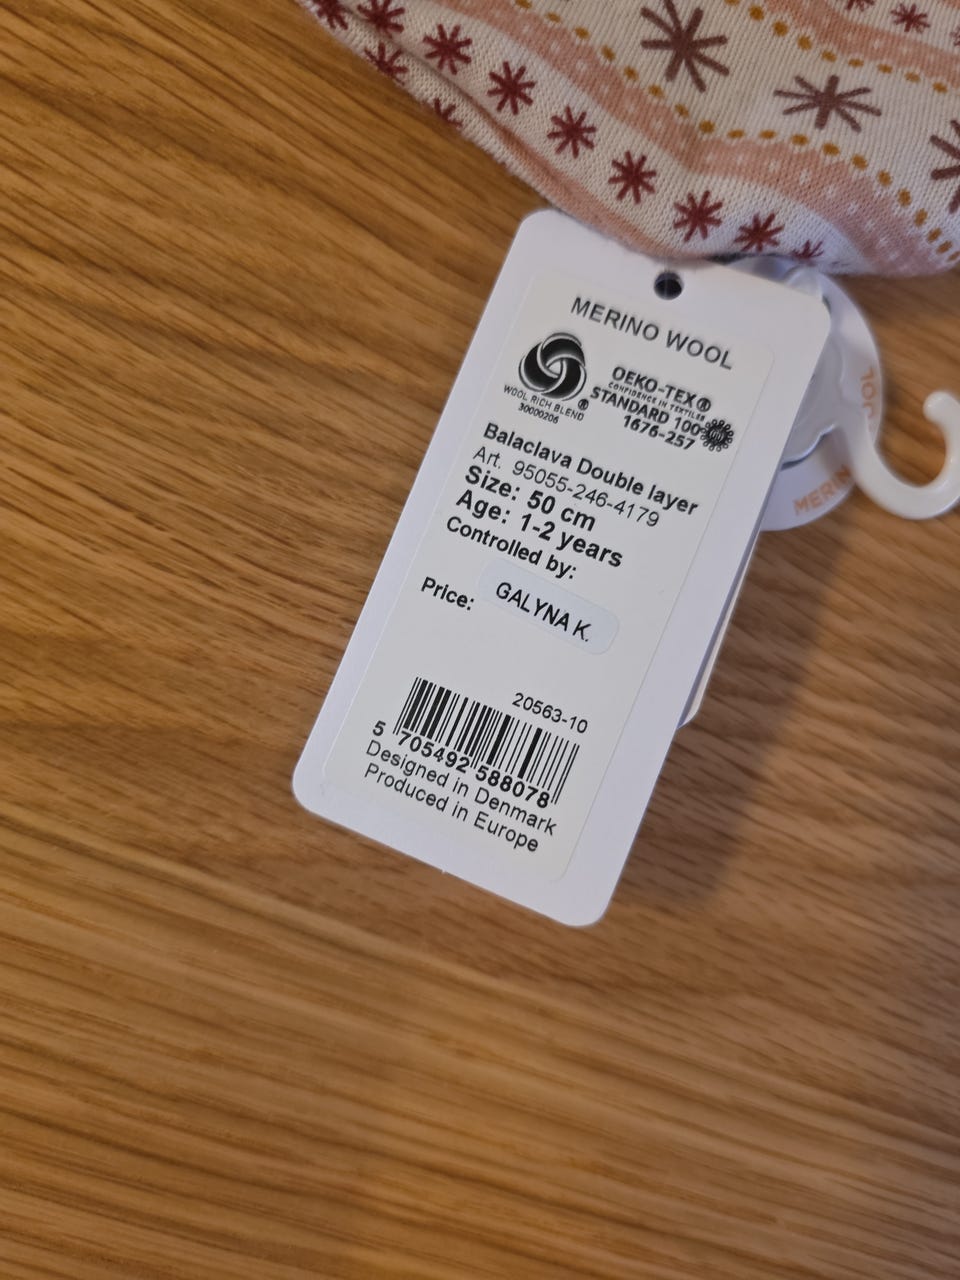 MERINO WOOL
WOOL RICH BLEND ®
30000206
OEKO-TEX®
CONFIDENCE IN TEXTILES
STANDARD 100
1676-257
Balaclava Double layer
Art. 95055-246-4179
Size: 50 cm
Age: 1-2 years
Controlled by:
GALYNA K.
Price:
20563-10
5 705492 588078
Designed in Denmark
Produced in Europe